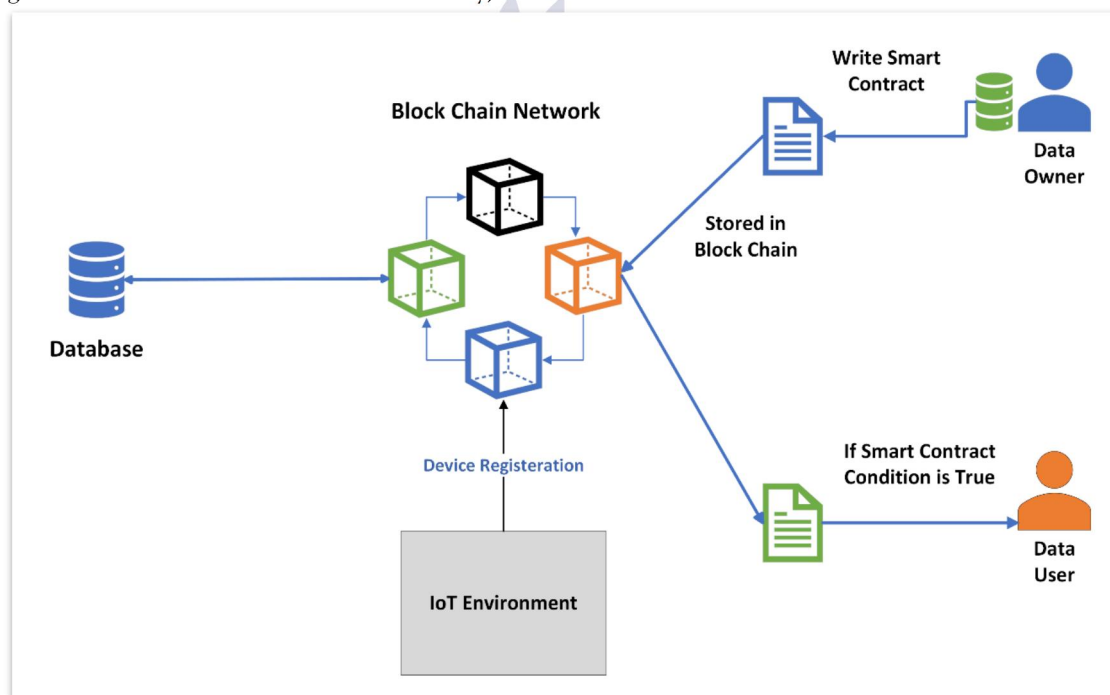 Write Smart
Contract
Block Chain Network
Data
Owner
Stored in
Block Chain
Database
Device Registeration
If Smart Contract
Condition is True
IoT Environment
Data
User